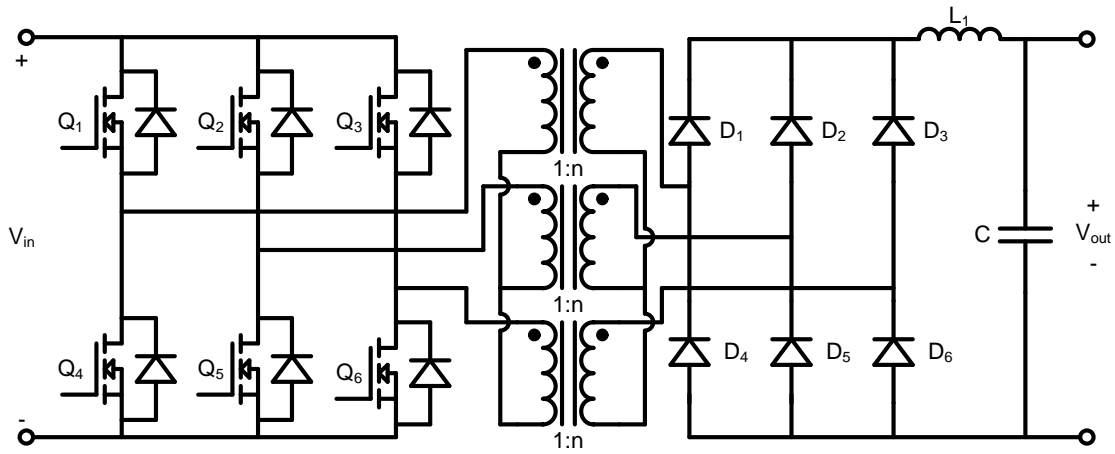 L1
+
Q1
Q2
Q3
D1
D2
D3
1:n
Vin
+
C
Vout
-
1:n
Q4
Q5
Q6
D4
D5
D6
-
1:n